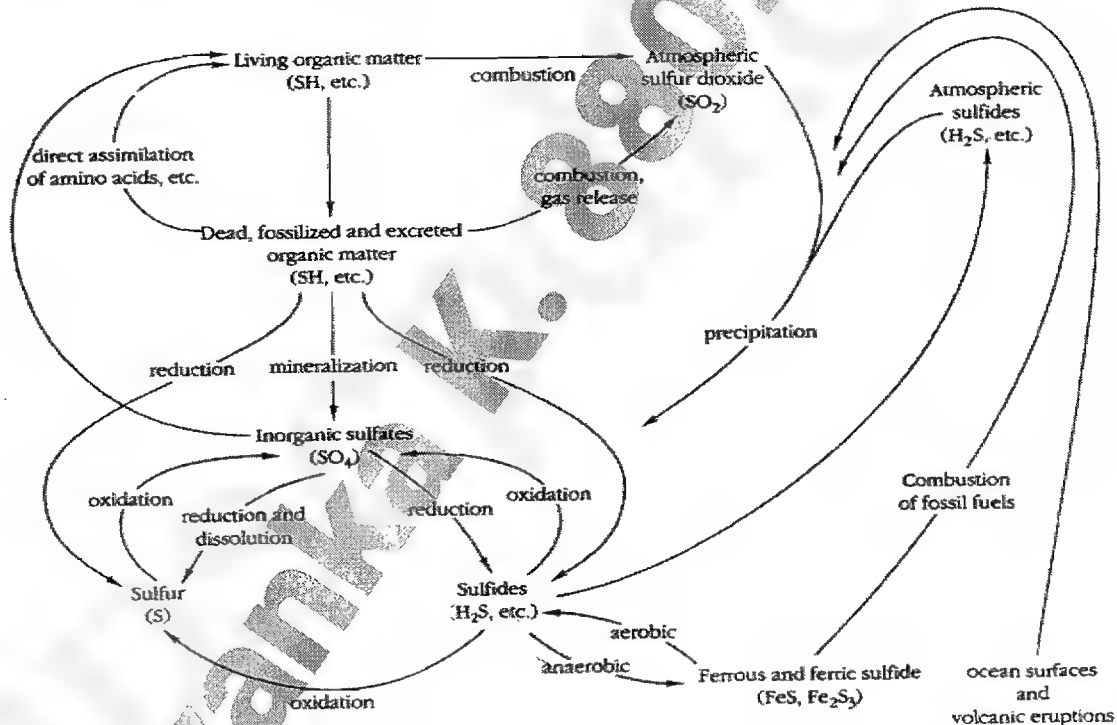 Living organic matter
(SH, etc.)
combustion
Atmospheric
sulfur dioxide
(SO₂)
Atmospheric
sulfides
(H₂S, etc.)
direct assimilation
of amino acids, etc.
combustion,
gas release
Dead, fossilized and excreted
organic matter
(SH, etc.)
precipitation
reduction
mineralization
reduction
Inorganic sulfates
(SO₄)
oxidation
reduction and
dissolution
reduction
oxidation
Combustion
of fossil fuels
Sulfur
(S)
Sulfides
(H₂S, etc.)
aerobic
anaerobic
oxidation
Ferrous and ferric sulfide
(FeS, Fe₂S₃)
ocean surfaces
and
volcanic eruptions